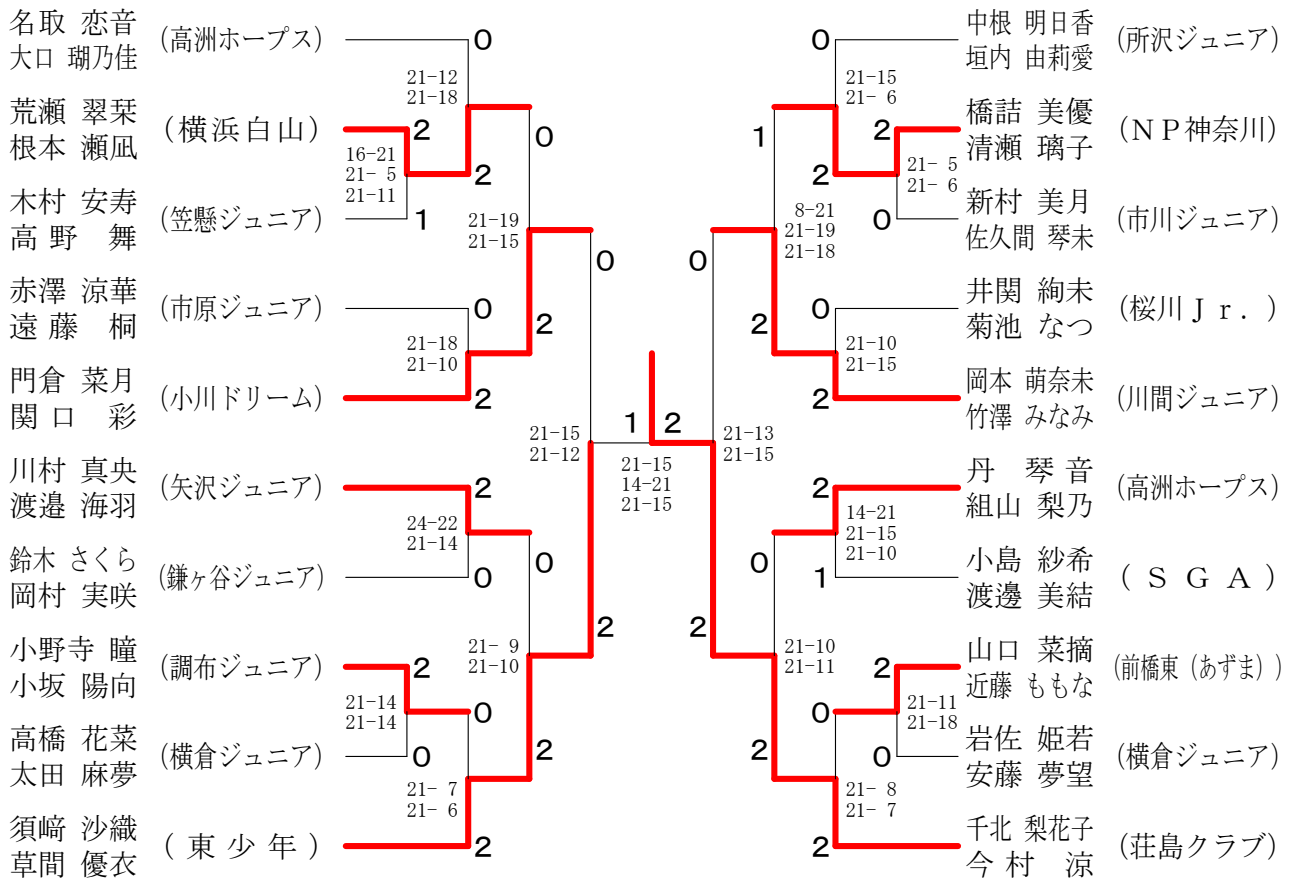 名取 恋音
大口 瑚乃佳
(高洲ホープス)
0
21-12
21-18
荒瀬 翠栞
根本 瀬凪
(横浜白山)
2
16-21
21- 5
21-11
2
木村 安寿
高野 舞
(笠懸ジュニア)
1
0
21-19
21-15
赤澤 涼華
遠藤 桐
(市原ジュニア)
0
21-18
21-10
2
門倉 菜月
関口 彩
(小川ドリーム)
2
0
21-15
21-12
川村 真央
渡邉 海羽
(矢沢ジュニア)
2
24-22
21-14
0
鈴木 さくら
岡村 実咲
(鎌ヶ谷ジュニア)
0
2
21- 9
21-10
小野寺 瞳
小坂 陽向
(調布ジュニア)
2
21-14
21-14
0
高橋 花菜
太田 麻夢
(横倉ジュニア)
0
2
21- 7
21- 6
須﨑 沙織
草間 優衣
(東少年)
2
1
2
21-15
14-21
21-15
中根 明日香
垣内 由莉愛
(所沢ジュニア)
0
21-15
21- 6
橋詰 美優
清瀬 璃子
(NP神奈川)
2
21- 5
21- 6
2
新村 美月
佐久間 琴未
(市川ジュニア)
0
1
8-21
21-19
21-18
井関 絢未
菊池 なつ
(桜川Jr.)
0
21-10
21-15
2
岡本 萌奈未
竹澤 みなみ
(川間ジュニア)
2
0
21-13
21-15
丹 琴音
組山 梨乃
(高洲ホープス)
2
14-21
21-15
21-10
0
小島 紗希
渡邊 美結
(SGA)
1
2
21-10
21-11
山口 菜摘
近藤 ももな
(前橋東(あずま))
2
21-11
21-18
0
岩佐 姫若
安藤 夢望
(横倉ジュニア)
0
2
21- 8
21- 7
千北 梨花子
今村 涼
(荘島クラブ)
2